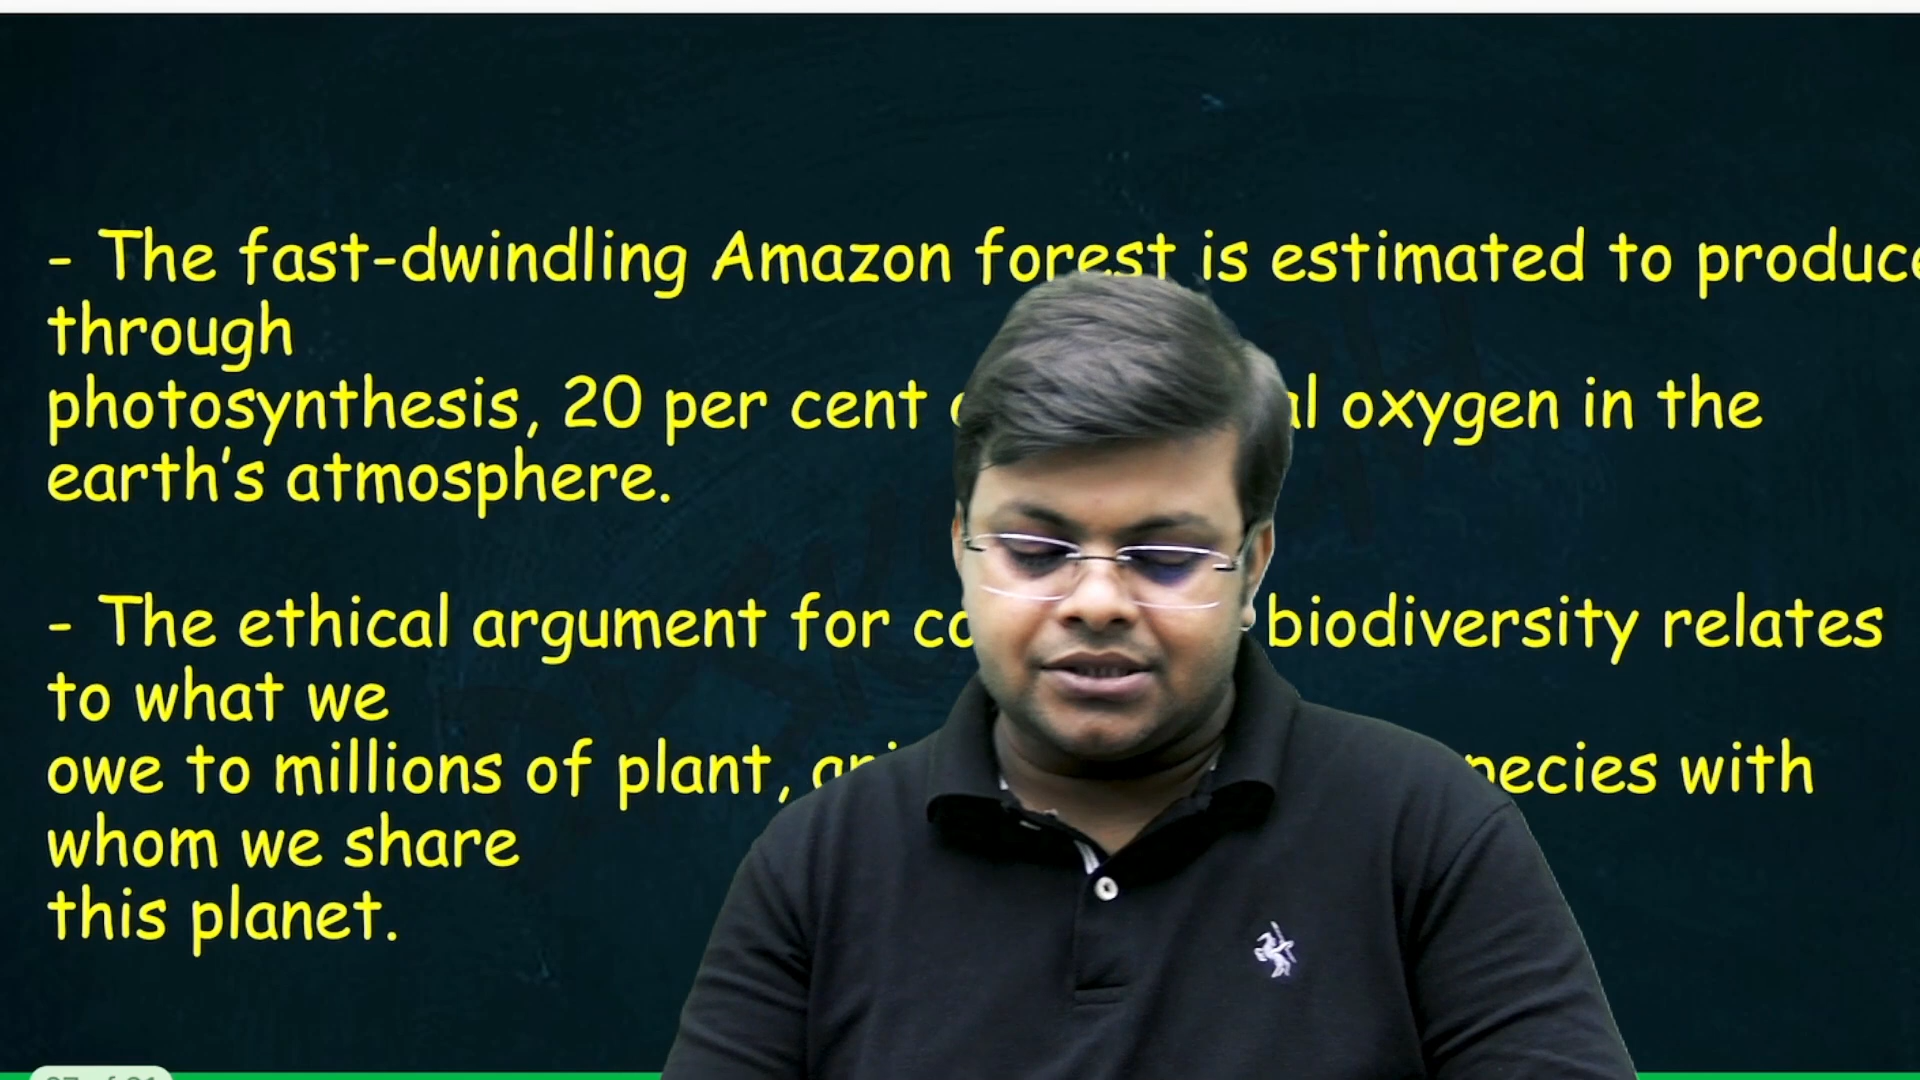 - The fast-dwindling Amazon forest is estimated to produce
through
photosynthesis, 20 per cent oxygen in the
earth's atmosphere.
- The ethical argument for biodiversity relates
to what we
owe to millions of plant, with
whom we share
this planet.